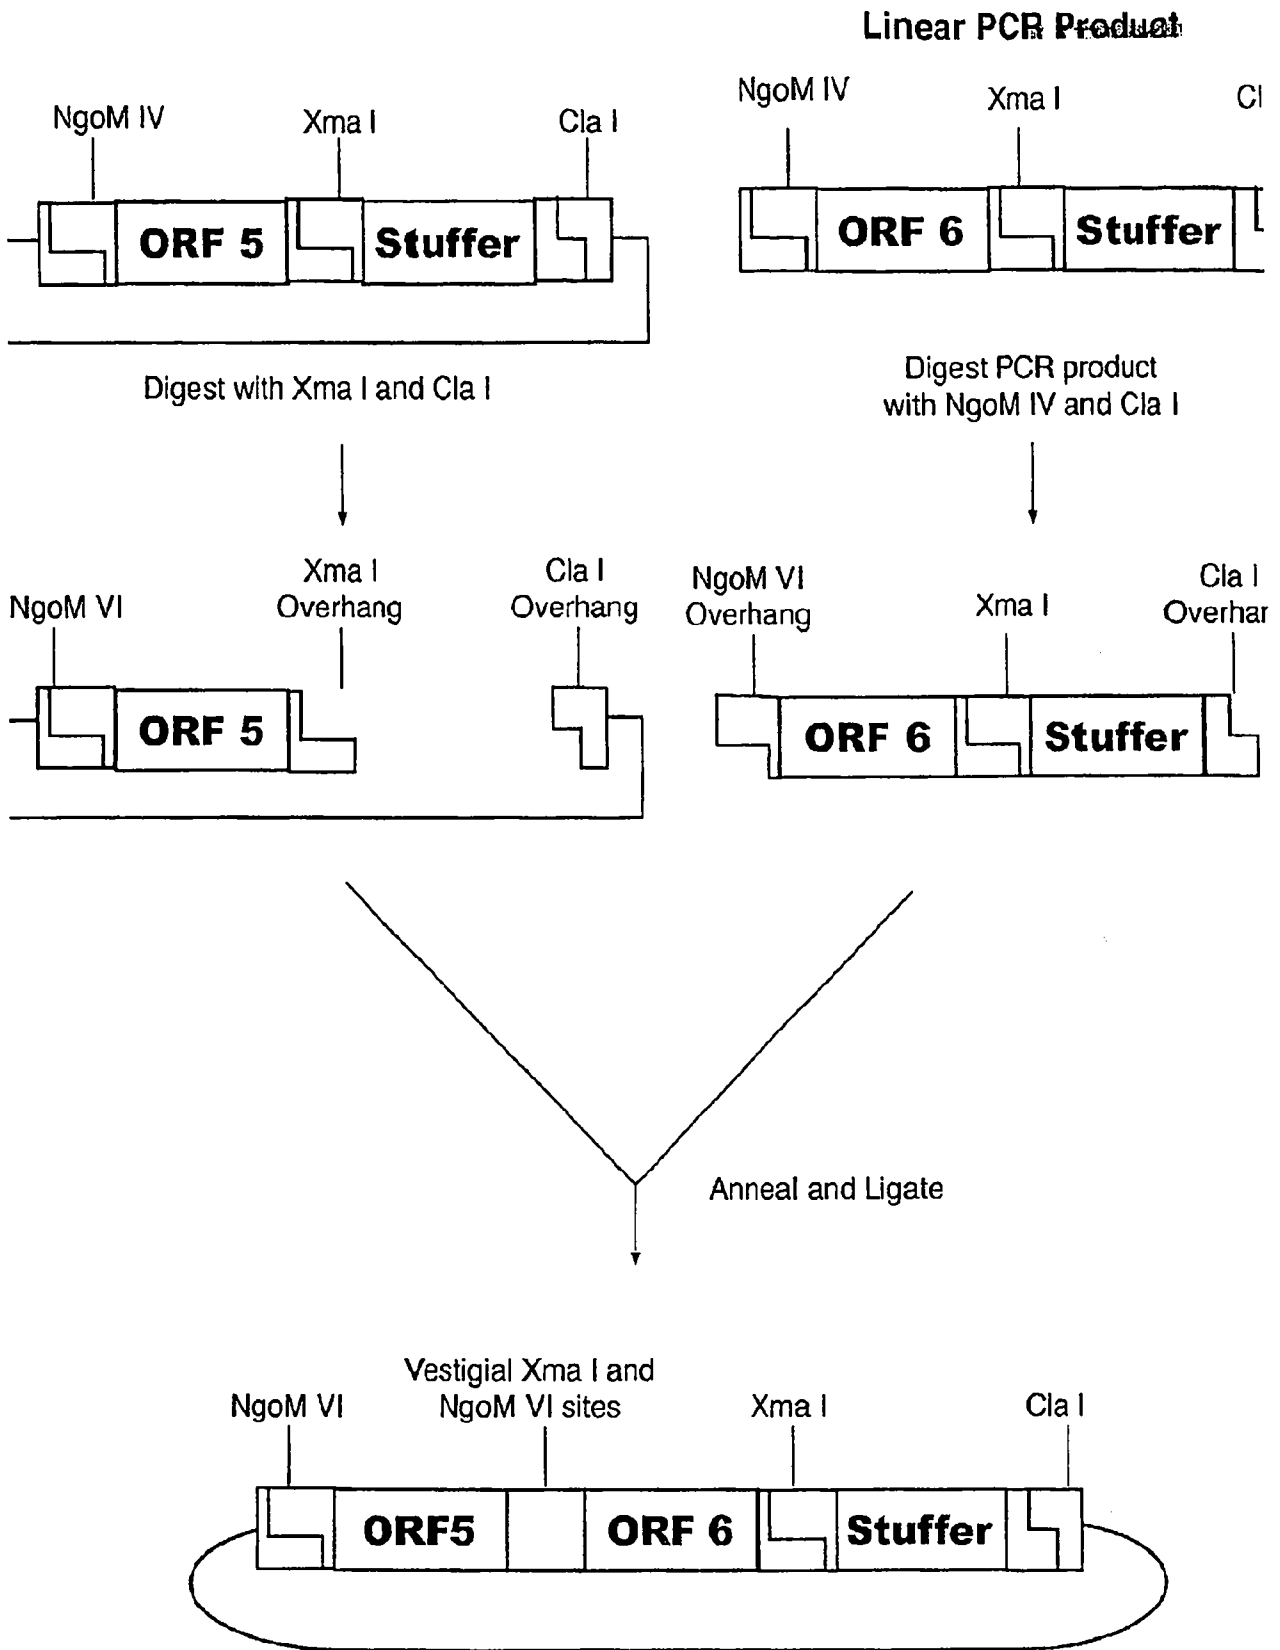 Linear PCR Product
NgoM IV
Xma I
Cla I
NgoM IV
Xma I
Cl
ORF 5
Stuffer
ORF 6
Stuffer
Digest with Xma I and Cla I
Digest PCR product
with NgoM IV and Cla I
NgoM VI
Xma I
Overhang
Cla I
Overhang
NgoM VI
Overhang
Xma I
Cla I
Overhar
ORF 5
ORF 6
Stuffer
Anneal and Ligate
NgoM VI
Vestigial Xma I and
NgoM VI sites
Xma I
Cla I
ORF5
ORF 6
Stuffer